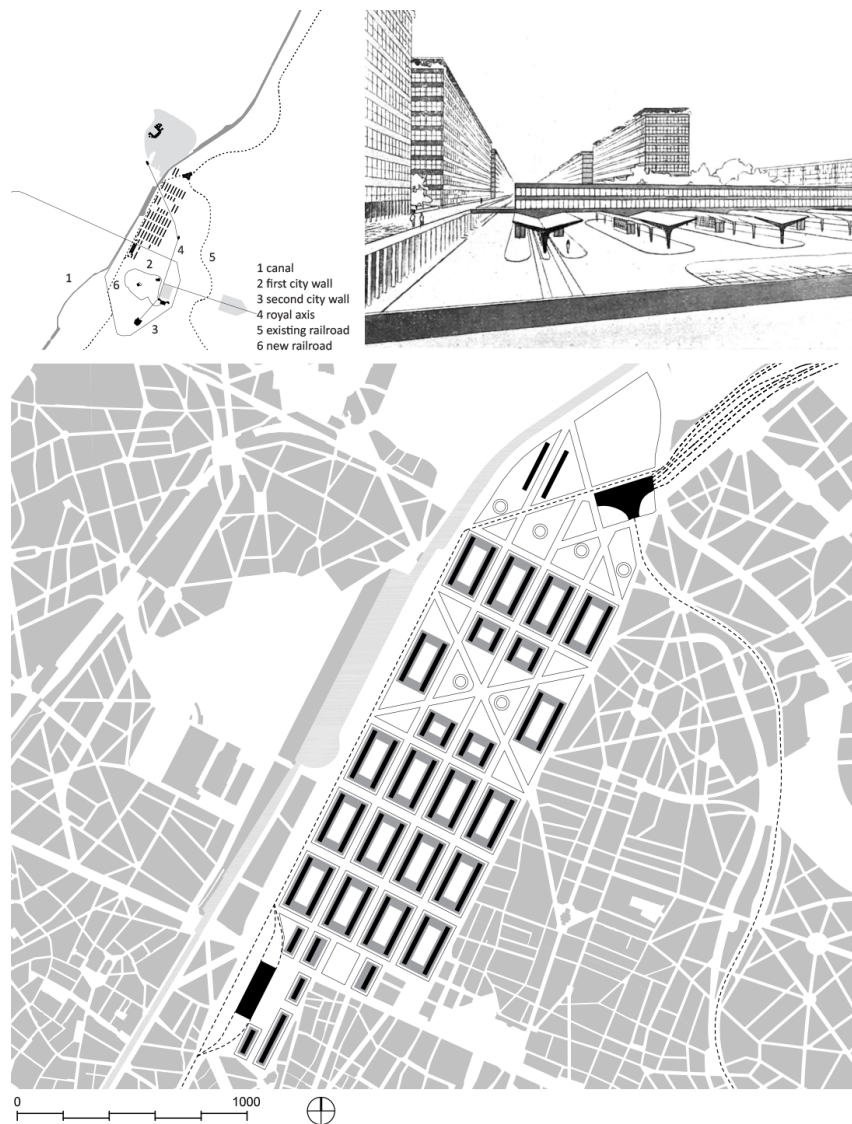 1
2
3
4
5
6
1 canal
2 first city wall
3 second city wall
4 royal axis
5 existing railroad
6 new railroad
0
1000